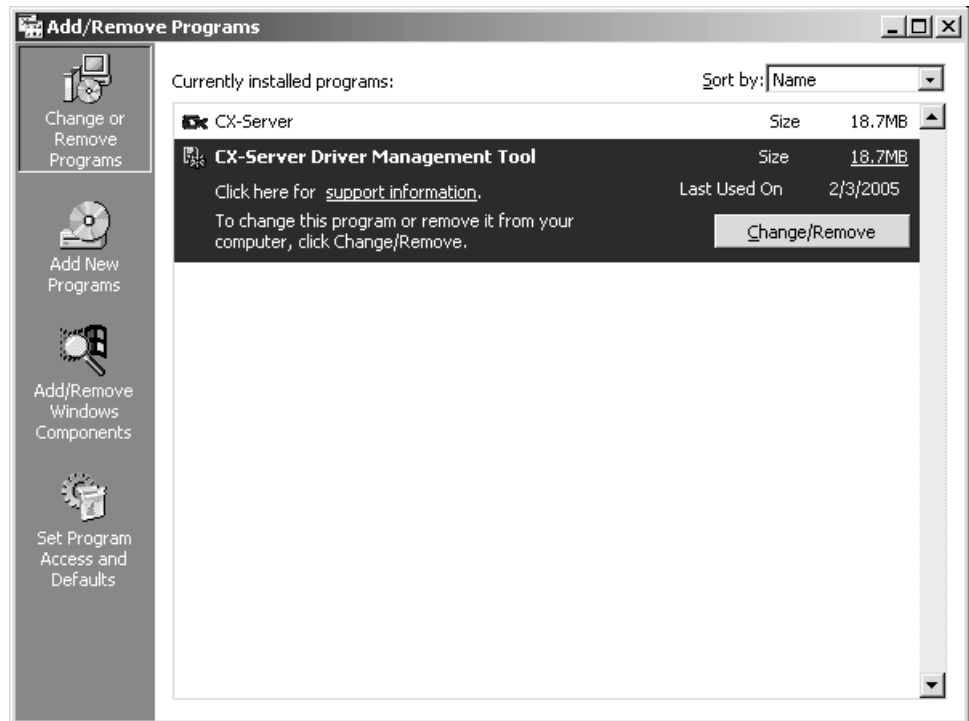 Add/Remove Programs
Change or
Remove
Programs
Add New
Programs
Add/Remove
Windows
Components
Set Program
Access and
Defaults
Currently installed programs:
Sort by: Name
CX-Server Size 18.7MB
CX-Server Driver Management Tool Size 18.7MB
Click here for support information. Last Used On 2/3/2005
To change this program or remove it from your
computer, click Change/Remove.
Change/Remove